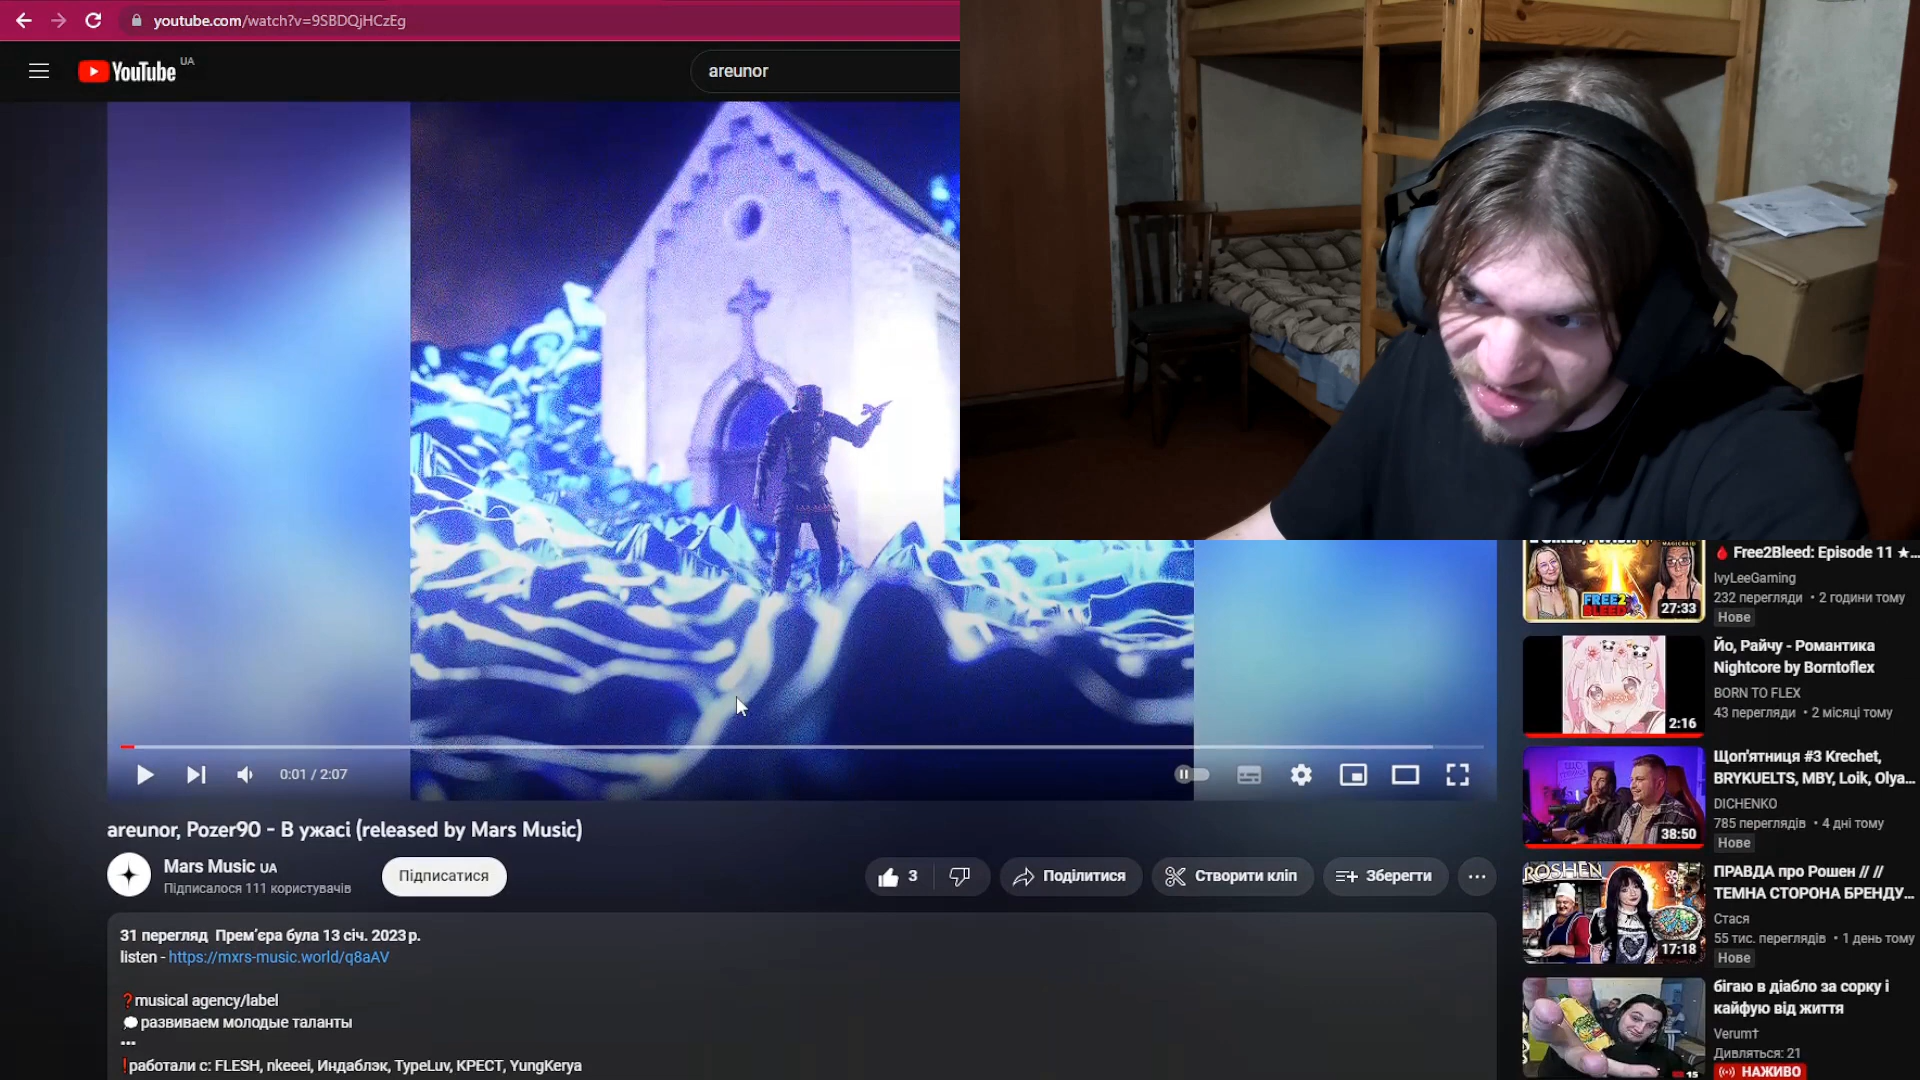 youtube.com/watch?v=9SBDQjHCzEg
YouTube UA
areunor
0:01 / 2:07
areunor, Pozer90 - В ужасі (released by Mars Music)
Mars Music UA
Підписалося 111 користувачів
Підписатися
3
Поділитися
Створити кліп
Зберегти
31 перегляд Прем’єра була 13 січ. 2023 р.
listen - https://mxrs-music.world/q8aAV
❓musical agency/label
💭развиваем молодые таланты
•••
❗работали с: FLESH, nkeeei, Индаблэк, TypeLuv, КРЕСТ, YungKerya
FREE2
BLEED
27:33
🩸 Free2Bleed: Episode 11 ★...
IvyLeeGaming
232 перегляди • 2 години тому
Нове
2:16
Йо, Райчу - Романтика
Nightcore by Borntoflex
BORN TO FLEX
43 перегляди • 2 місяці тому
38:50
Щоп'ятниця #3 Krechet,
BRYKUELTS, MBY, Loik, Olya...
DICHENKO
785 переглядів • 4 дні тому
Нове
ROSHEN
17:18
ПРАВДА про Рошен // //
ТЕМНА СТОРОНА БРЕНДУ...
Стася
55 тис. переглядів • 1 день тому
Нове
бігаю в діабло за сорку і
кайфую від життя
Verum†
Дивляться: 21
НАЖИВО